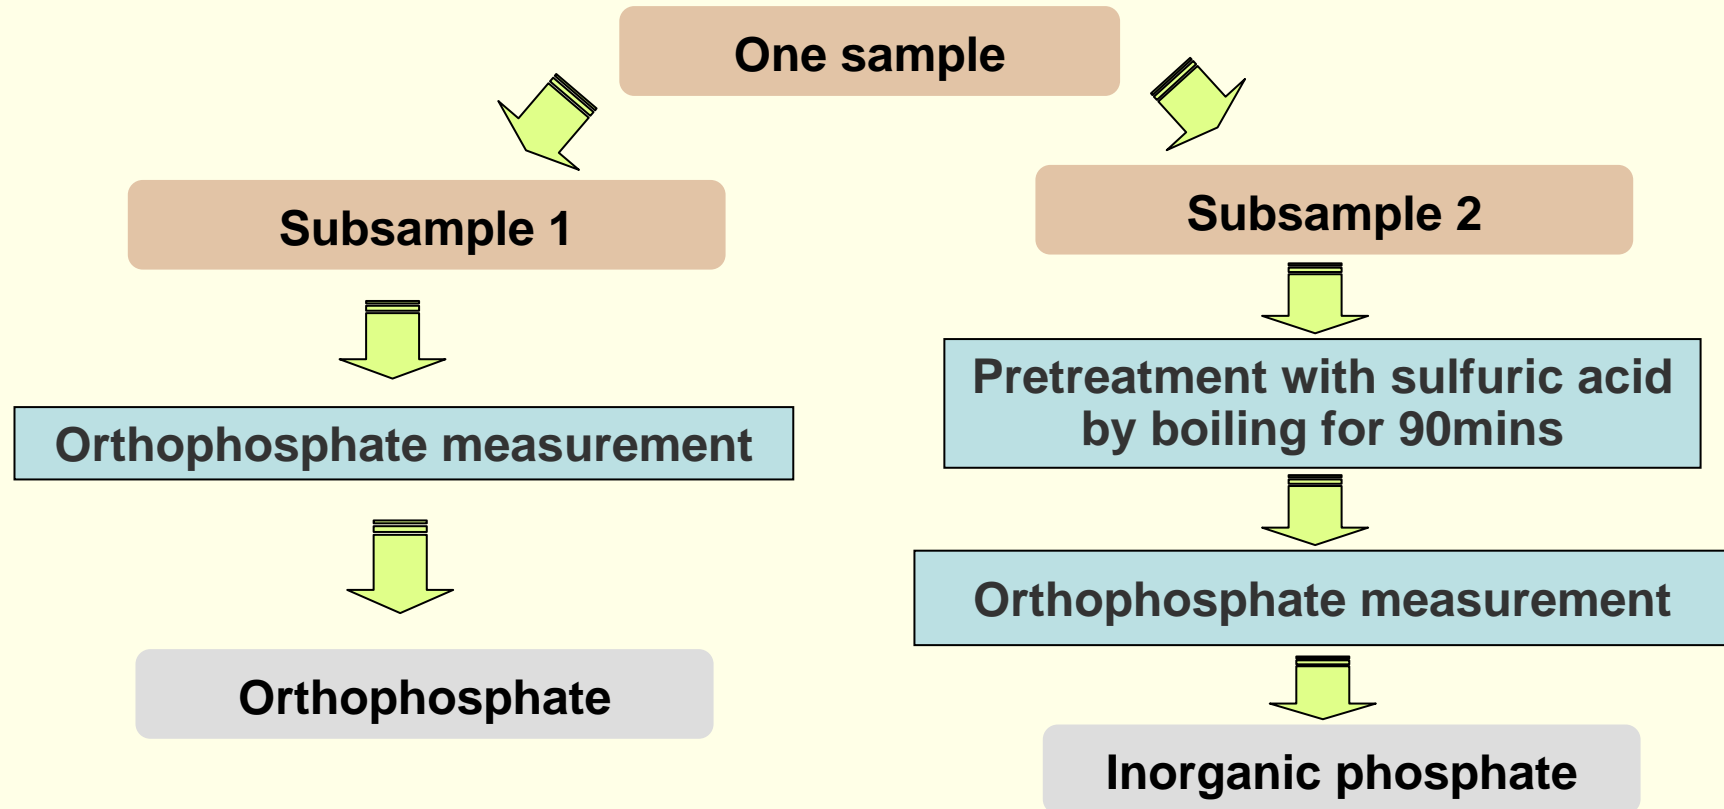 One sample
Subsample 1
Orthophosphate measurement
Orthophosphate
Subsample 2
Pretreatment with sulfuric acid
by boiling for 90mins
Orthophosphate measurement
Inorganic phosphate